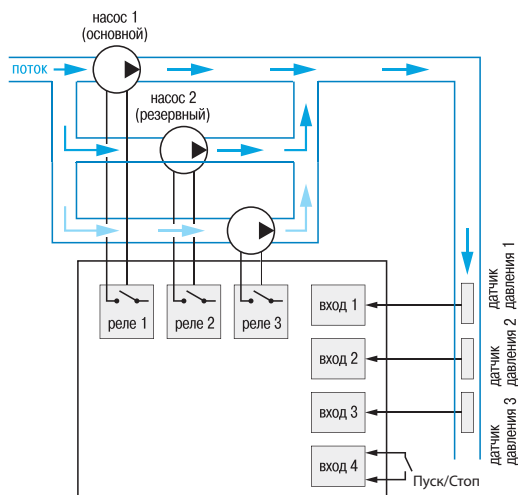 насос 1
(основной)
поток
насос 2
(резервный)
реле 1
реле 2
реле 3
вход 1
вход 2
вход 3
вход 4
датчик
давления 1
датчик
давления 2
датчик
давления 3
Пуск/Стоп